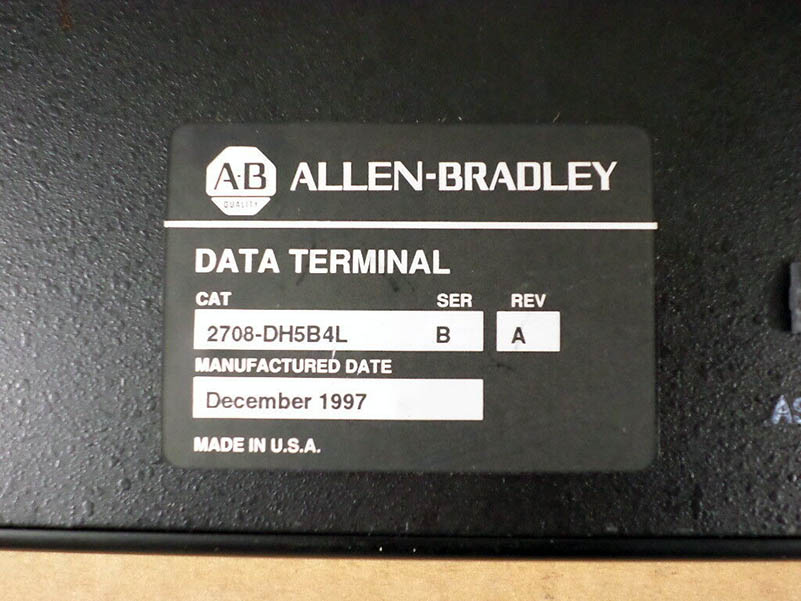 A·B ALLEN-BRADLEY
QUALITY
DATA TERMINAL
CAT SER REV
2708-DH5B4L B A
MANUFACTURED DATE
December 1997
MADE IN U.S.A.